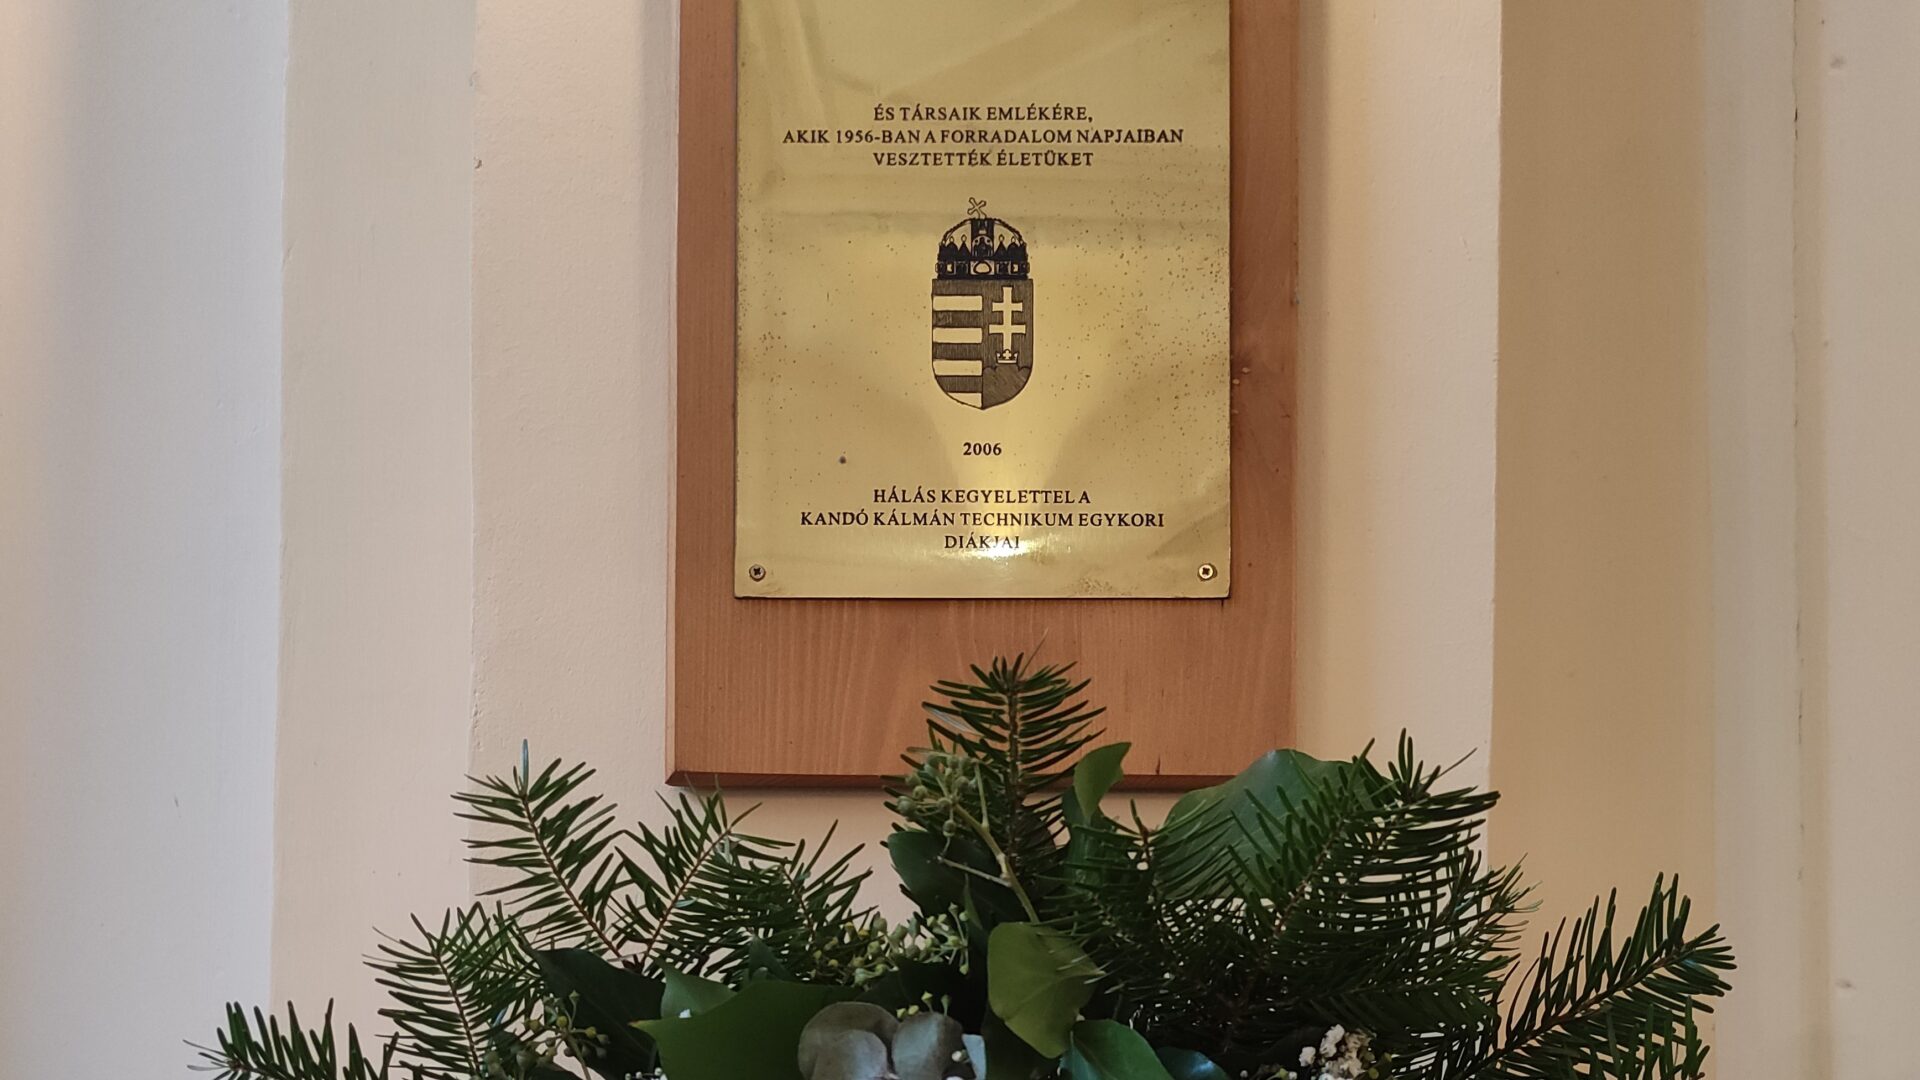 ÉS TÁRSAIK EMLÉKÉRE,
AKIK 1956-BAN A FORRADALOM NAPJAIBAN
VESZTETTÉK ÉLETÜKET
2006
HÁLÁS KEGYELETTEL A
KANDÓ KÁLMÁN TECHNIKUM EGYKORI
DIÁKJAI